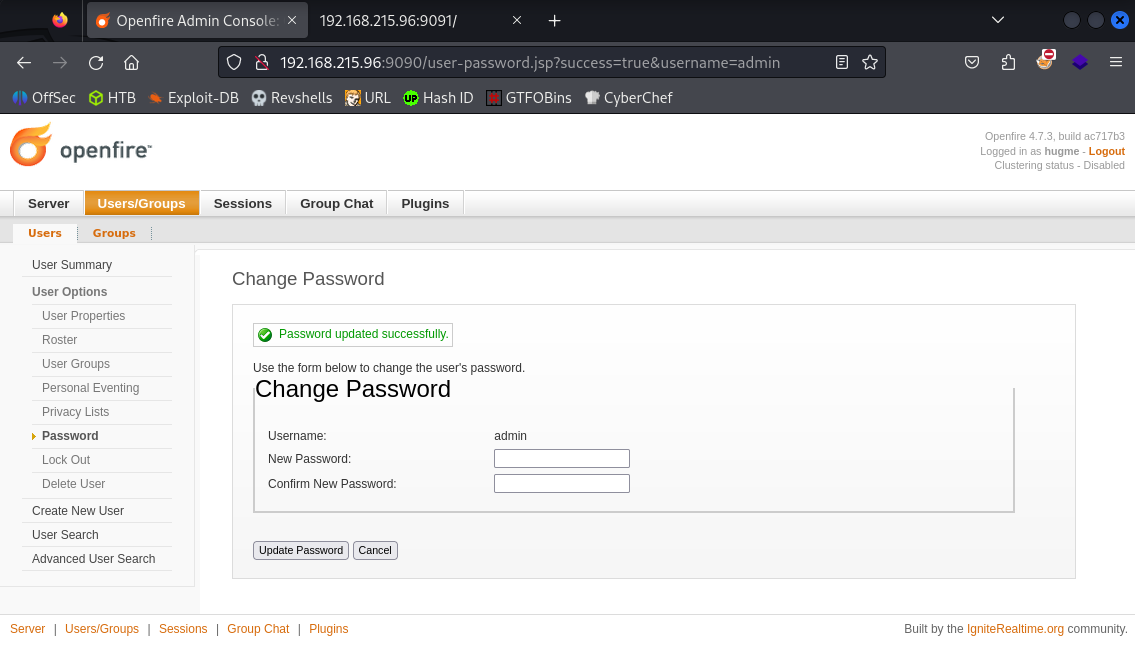 Openfire Admin Console:
192.168.215.96:9091/
192.168.215.96:9090/user-password.jsp?success=true&username=admin
OffSec HTB Exploit-DB Revshells URL Hash ID GTFOBins CyberChef
openfire™
Openfire 4.7.3, build ac717b3
Logged in as hugme - Logout
Clustering status - Disabled
Server Users/Groups Sessions Group Chat Plugins
Users Groups
User Summary
User Options
User Properties
Roster
User Groups
Personal Eventing
Privacy Lists
Password
Lock Out
Delete User
Create New User
User Search
Advanced User Search
Change Password
Password updated successfully.
Use the form below to change the user's password.
Change Password
Username: admin
New Password:
Confirm New Password:
Update Password Cancel
Server | Users/Groups | Sessions | Group Chat | Plugins
Built by the IgniteRealtime.org community.